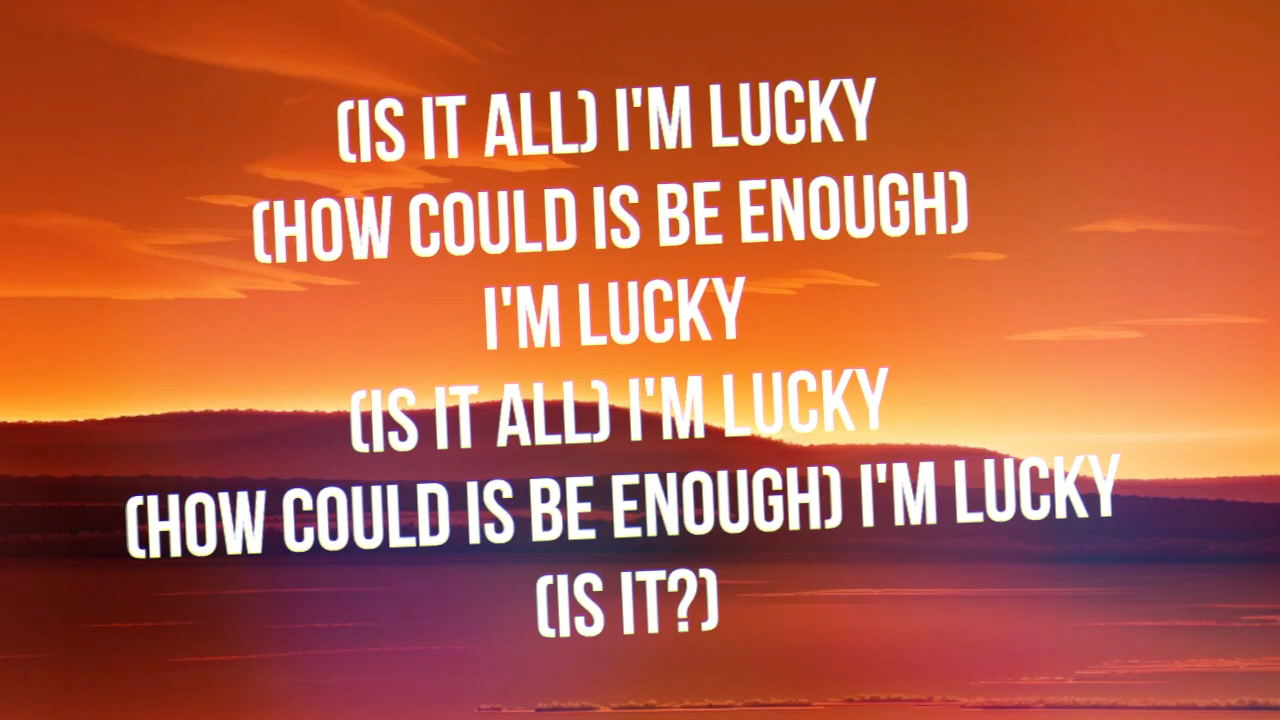 (IS IT ALL) I'M LUCKY
(HOW COULD IS BE ENOUGH)
I'M LUCKY
(IS IT ALL) I'M LUCKY
(HOW COULD IS BE ENOUGH) I'M LUCKY
(IS IT?)